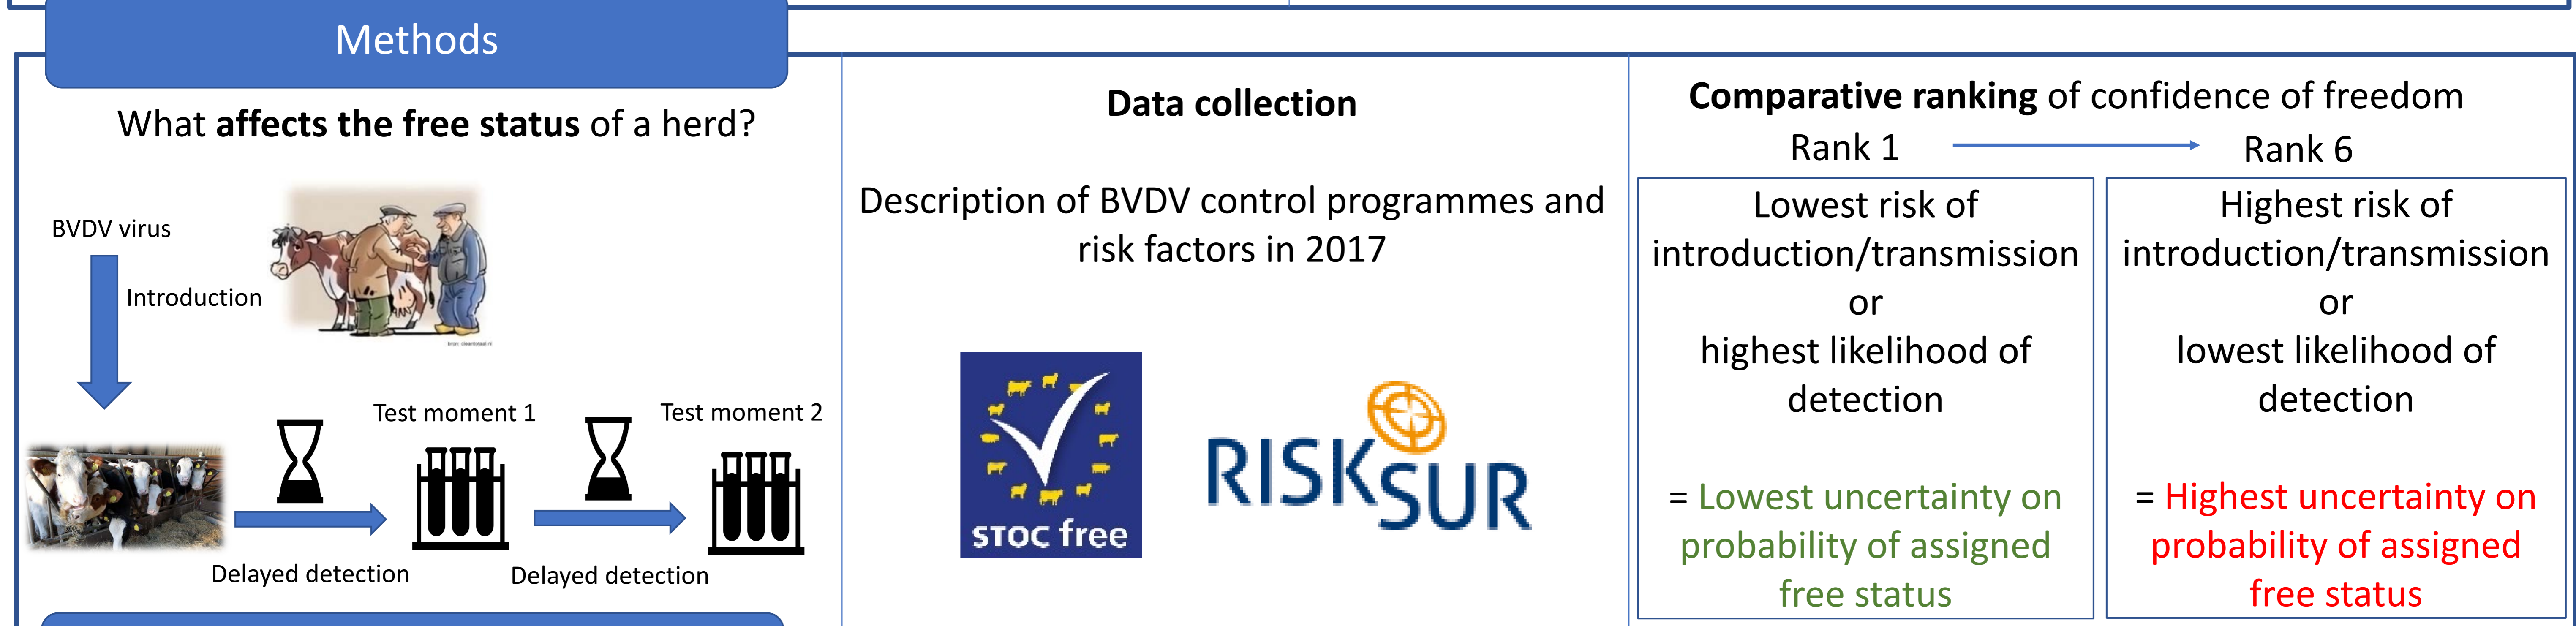 Methods
What affects the free status of a herd?
BVDV virus
Introduction
Test moment 1
Test moment 2
Delayed detection
Delayed detection
Data collection
Description of BVDV control programmes and
risk factors in 2017
STOC free
RISKSUR
Comparative ranking of confidence of freedom
Rank 1
Rank 6
Lowest risk of
introduction/transmission
or
highest likelihood of
detection
= Lowest uncertainty on
probability of assigned
free status
Highest risk of
introduction/transmission
or
lowest likelihood of
detection
= Highest uncertainty on
probability of assigned
free status